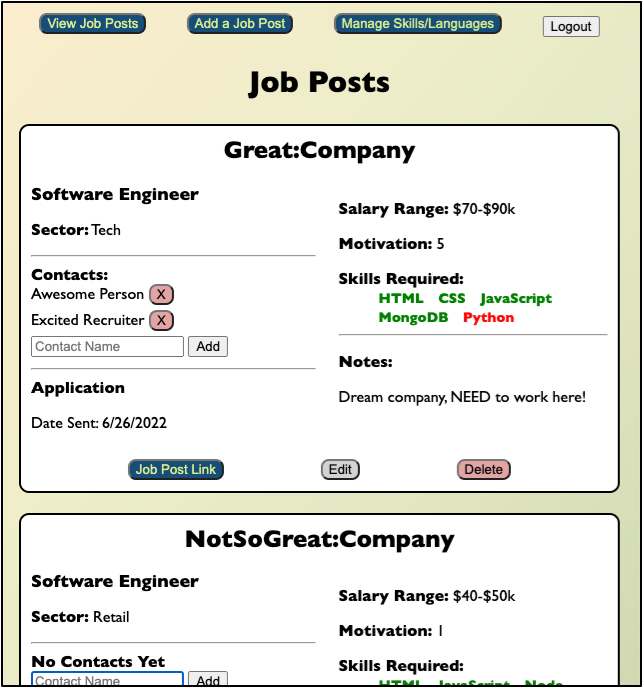 View Job Posts Add a Job Post Manage Skills/Languages Logout
Job Posts
Great:Company
Software Engineer
Sector: Tech
Contacts:
Awesome Person X
Excited Recruiter X
Contact Name Add
Application
Date Sent: 6/26/2022
Salary Range: $70-$90k
Motivation: 5
Skills Required:
HTML CSS JavaScript
MongoDB Python
Notes:
Dream company, NEED to work here!
Job Post Link Edit Delete
NotSoGreat:Company
Software Engineer
Sector: Retail
No Contacts Yet
Contact Name Add
Salary Range: $40-$50k
Motivation: 1
Skills Required:
HTML JavaScript Node